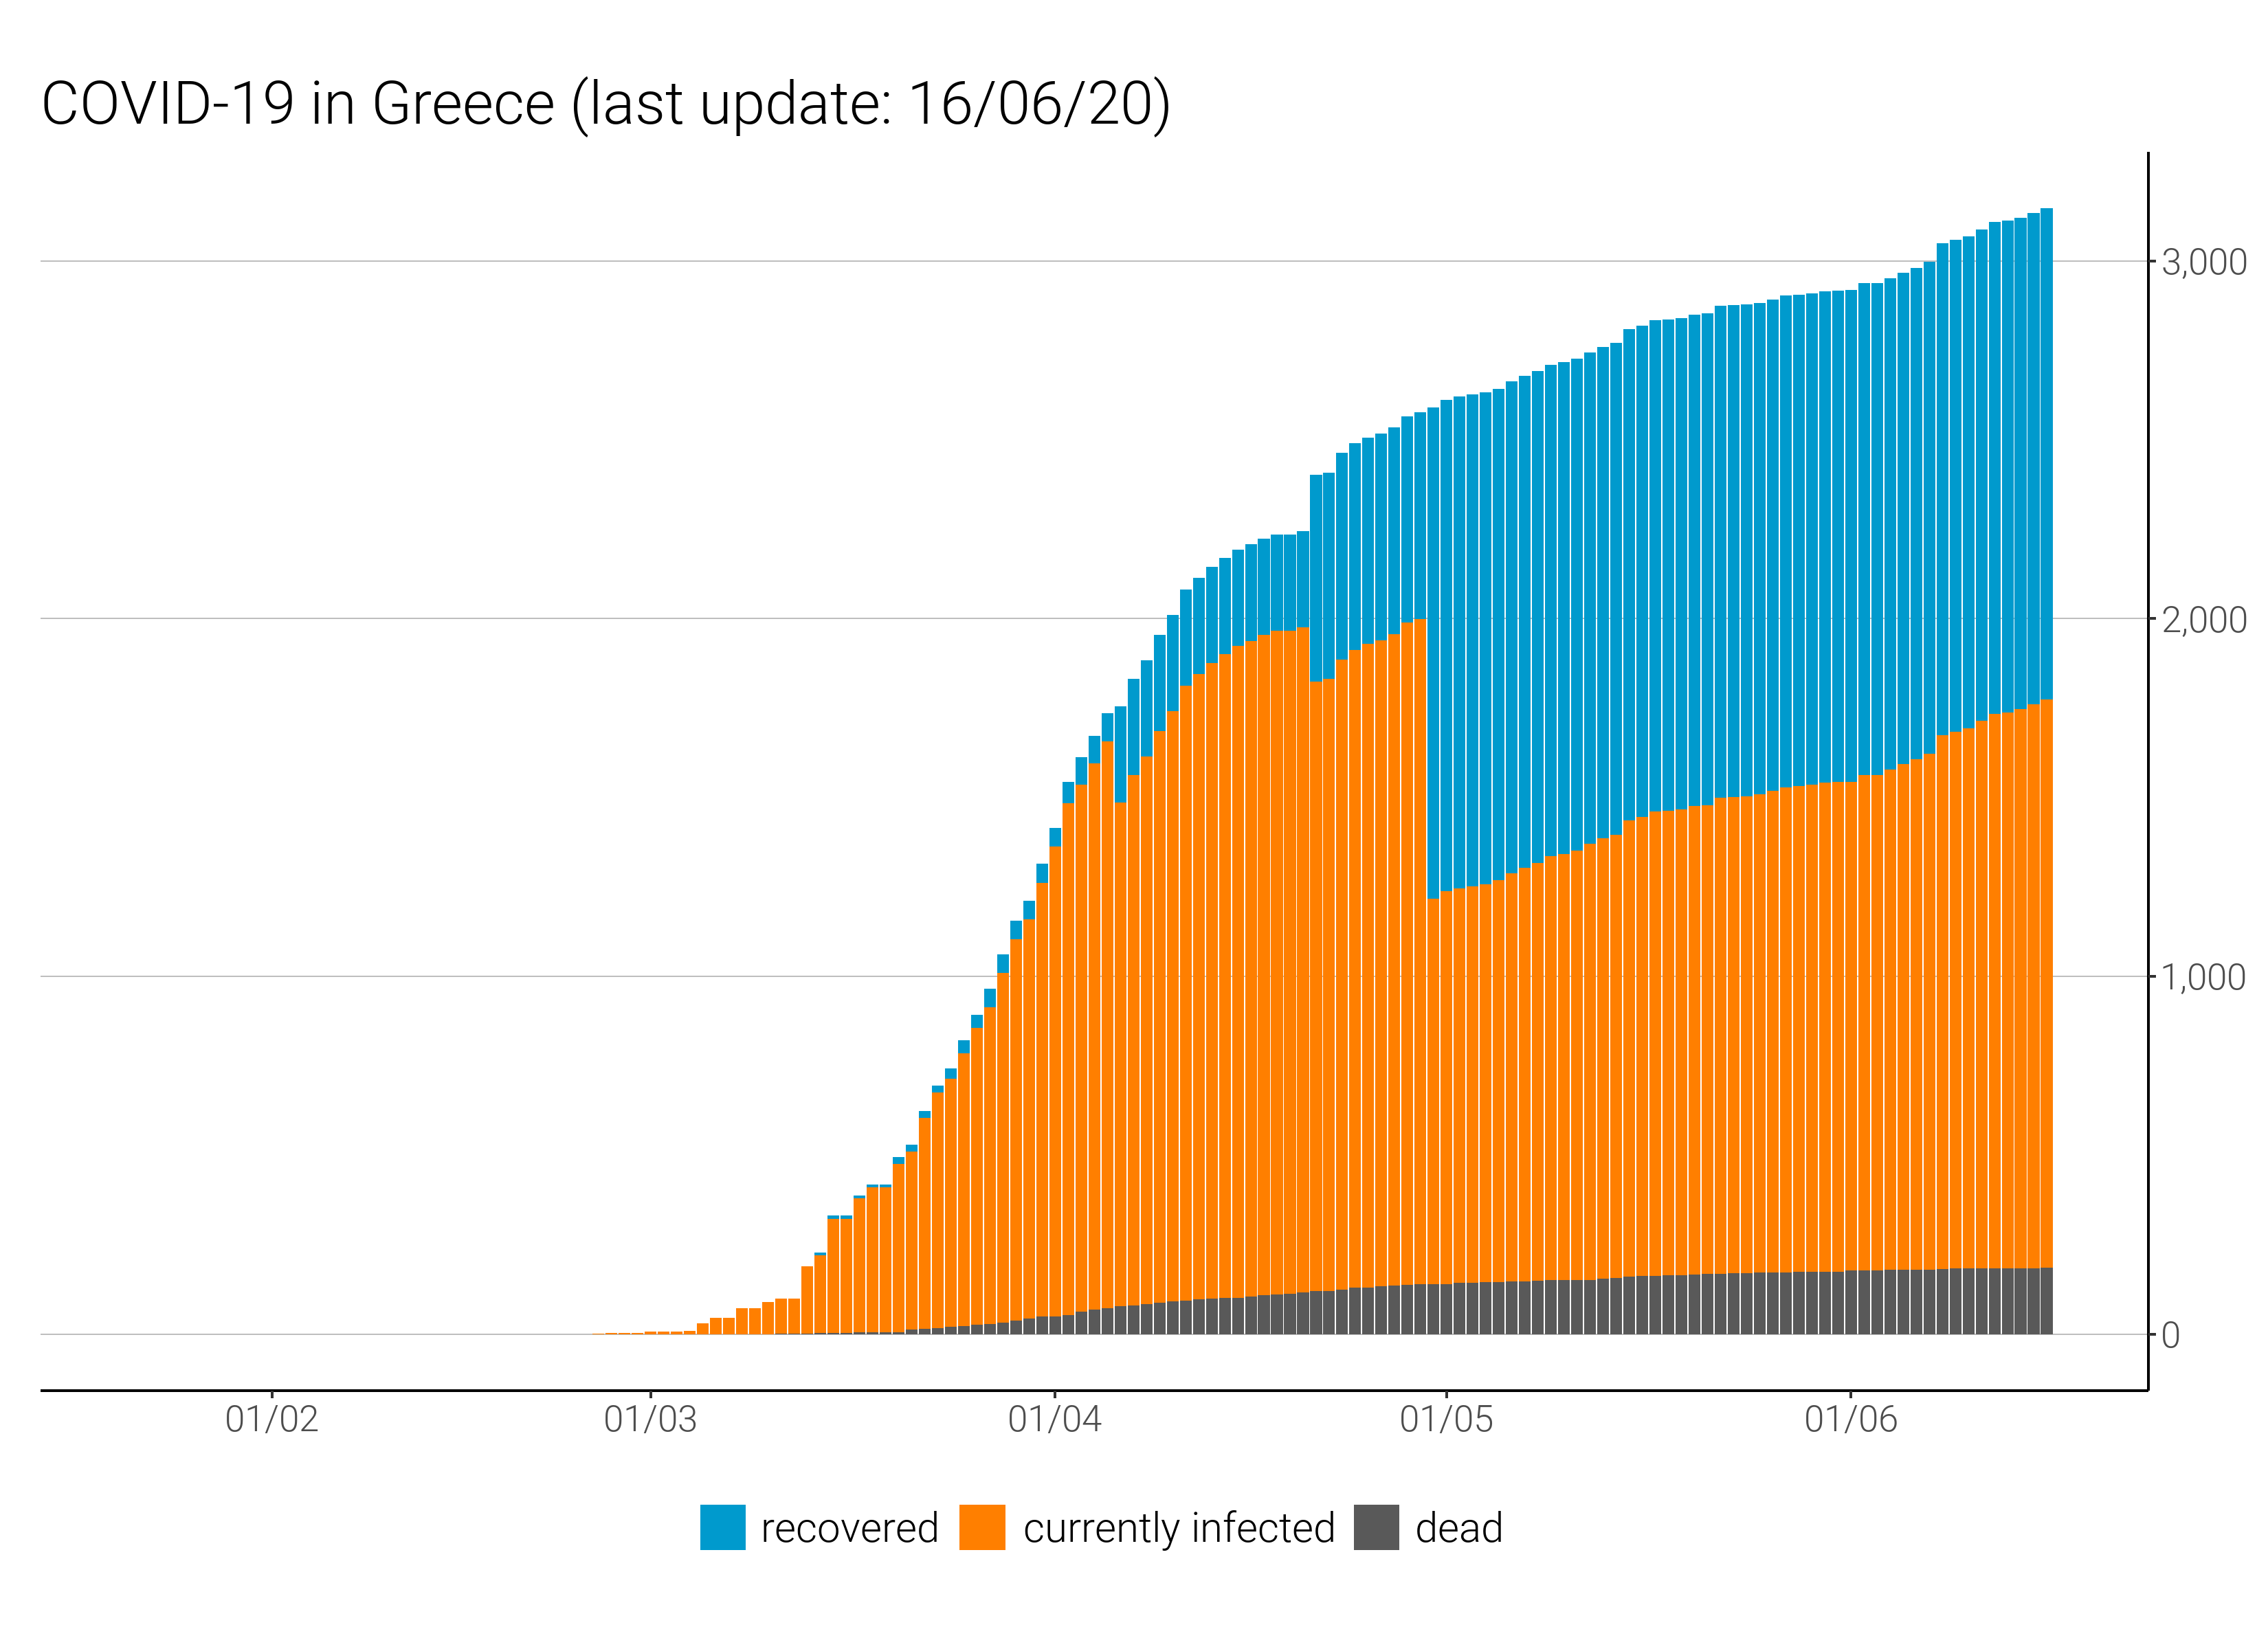 COVID-19 in Greece (last update: 16/06/20)
3,000
2,000
1,000
0
01/02 01/03 01/04 01/05 01/06
recovered currently infected dead